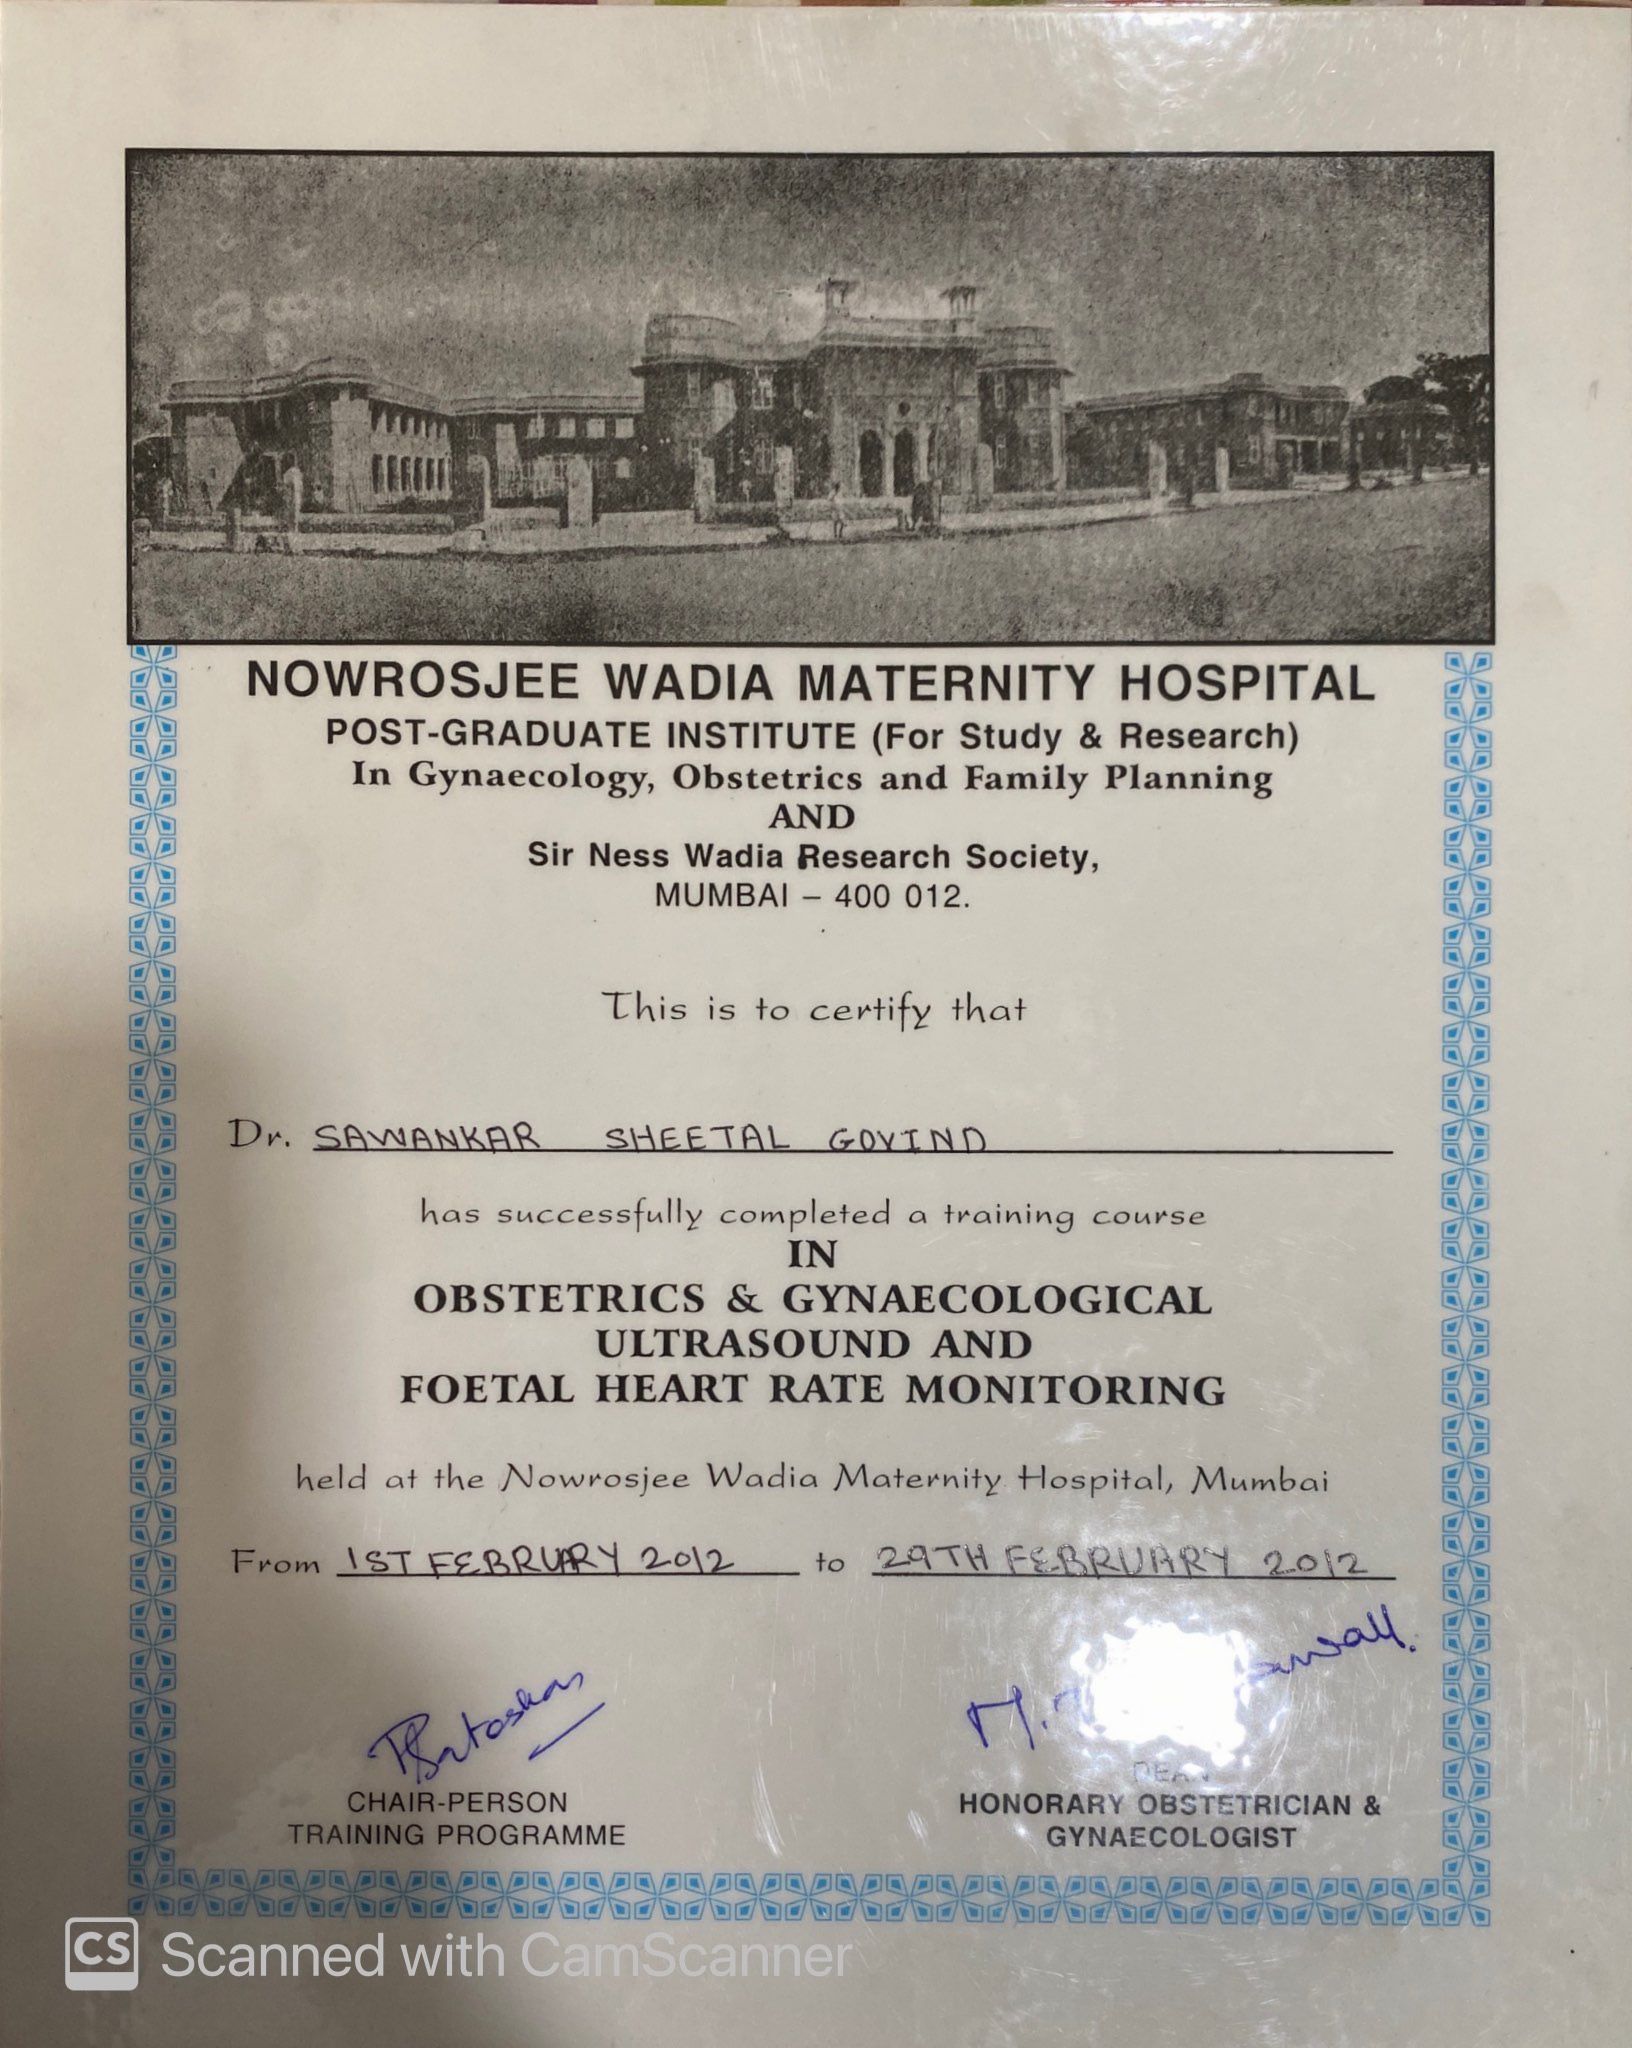 NOWROSJEE WADIA MATERNITY HOSPITAL
POST-GRADUATE INSTITUTE (For Study & Research)
In Gynaecology, Obstetrics and Family Planning
AND
Sir Ness Wadia Research Society,
MUMBAI – 400 012.
This is to certify that
Dr. SAWANKAR SHEETAL GOVIND
has successfully completed a training course
IN
OBSTETRICS & GYNAECOLOGICAL
ULTRASOUND AND
FOETAL HEART RATE MONITORING
held at the Nowrosjee Wadia Maternity Hospital, Mumbai
From 1ST FEBRUARY 2012 to 29TH FEBRUARY 2012
DEAN
CHAIR-PERSON HONORARY OBSTETRICIAN &
TRAINING PROGRAMME GYNAECOLOGIST
CS Scanned with CamScanner